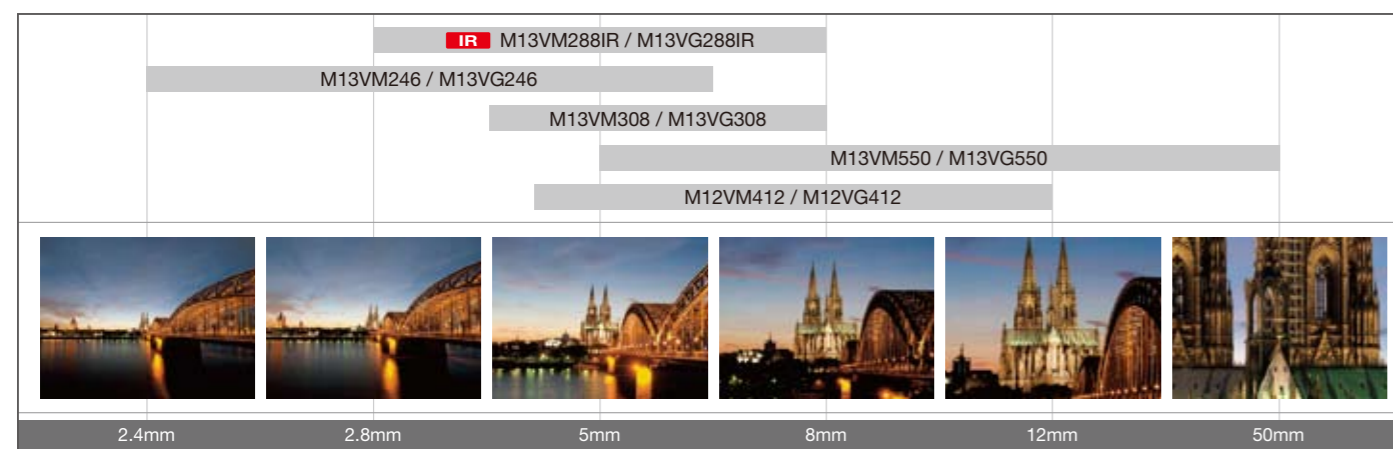 IR M13VM288IR / M13VG288IR
M13VM246 / M13VG246
M13VM308 / M13VG308
M13VM550 / M13VG550
M12VM412 / M12VG412
2.4mm 2.8mm 5mm 8mm 12mm 50mm